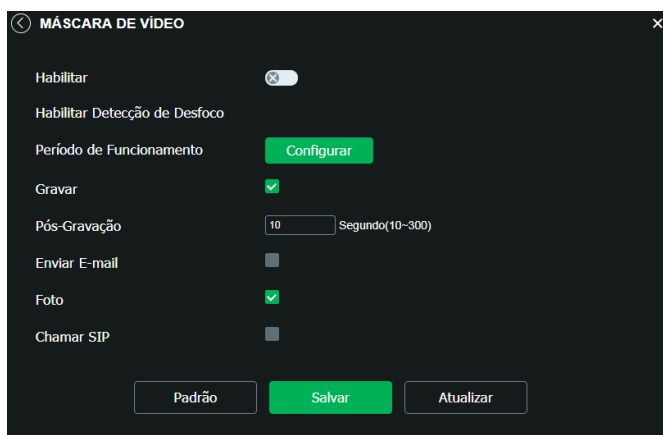 MÁSCARA DE VÍDEO
Habilitar
Habilitar Detecção de Desfoco
Período de Funcionamento Configurar
Gravar
Pós-Gravação 10 Segundo(10~300)
Enviar E-mail
Foto
Chamar SIP
Padrão Salvar Atualizar